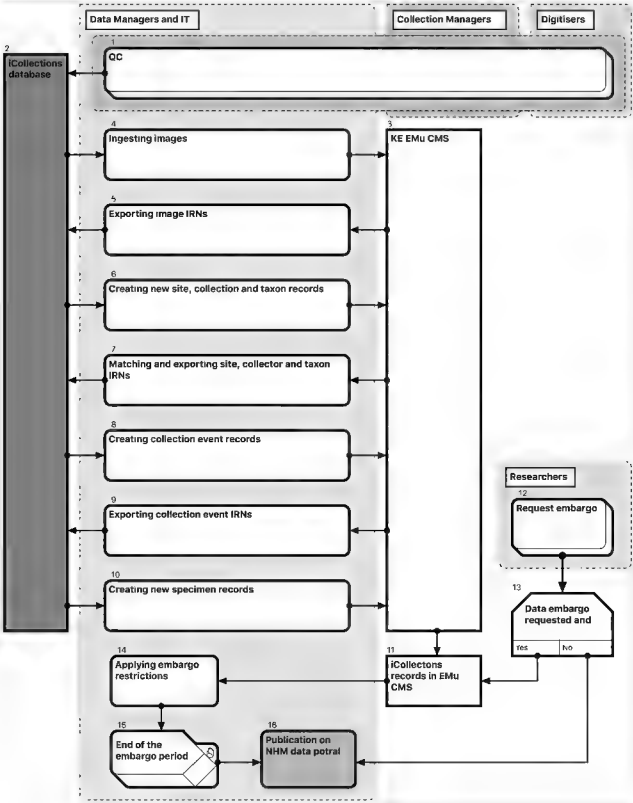 Data Managers and IT
Collection Managers
Digitisers
1
QC
2
iCollections
database
4
Ingesting images
3
KE EMu CMS
5
Exporting image IRNs
6
Creating new site, collection and taxon records
7
Matching and exporting site, collector and taxon
IRNs
8
Creating collection event records
9
Exporting collection event IRNs
10
Creating new specimen records
Researchers
12
Request embargo
13
Data embargo
requested and
Yes
No
14
Applying embargo
restrictions
11
iCollectons
records in EMu
CMS
15
End of the
embargo period
16
Publication on
NHM data potral